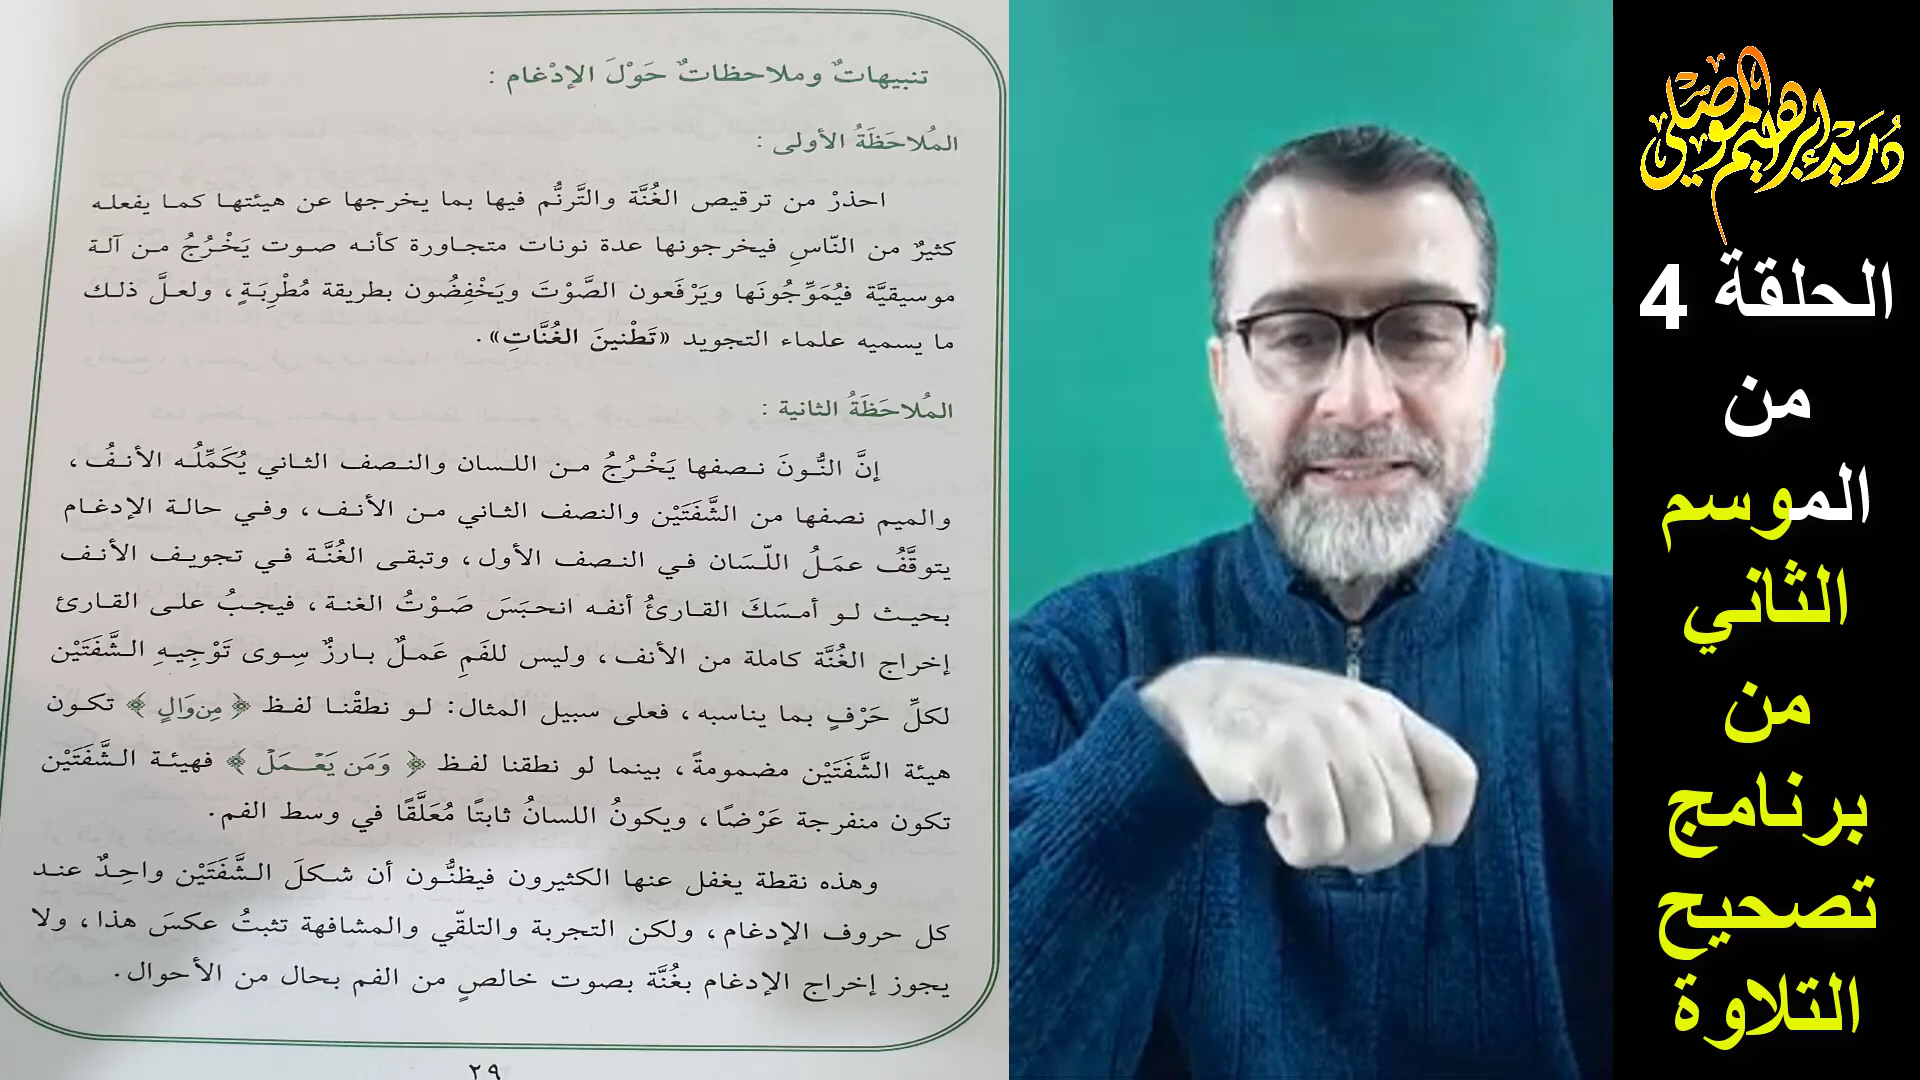 تنبيهاتٌ وملاحظاتٌ حَوْلَ الإدْغام :
المُلاحَظَةُ الأولى :
احذرْ من ترقيص الغُنَّة والتَّرنُّم فيها بما يخرجها عن هيئتها كما يفعله
كثيرٌ من النّاسِ فيخرجونها عدة نونات متجاورة كأنه صوت يَخْرُجُ من آلة
موسيقيَّة فيُمَوِّجُونَها ويَرْفَعون الصَّوْتَ ويَخْفِضُون بطريقة مُطْرِبَةٍ، ولعلَّ ذلك
ما يسميه علماء التجويد «تَطْنينَ الغُنَّاتِ».
المُلاحَظَةُ الثانية :
إنَّ النُّونَ نصفها يَخْرُجُ من اللسان والنصف الثاني يُكَمِّلُه الأنفُ،
والميم نصفها من الشَّفَتَيْن والنصف الثاني من الأنف، وفي حالة الإدغام
يتوقَّفُ عمَلُ اللّسَان في النصف الأول، وتبقى الغُنَّة في تجويف الأنف
بحيث لو أمسَكَ القارئُ أنفه انحبَسَ صَوْتُ الغنة، فيجبُ على القارئ
إخراج الغُنَّة كاملة من الأنف، وليس للفَمِ عَملٌ بارزٌ سِوى تَوْجِيهِ الشَّفَتَيْن
لكلِّ حَرْفٍ بما يناسبه، فعلى سبيل المثال: لو نطقْنا لفظ ﴿ مِن وَالٍ ﴾ تكون
هيئة الشَّفَتَيْن مضمومةً، بينما لو نطقنا لفظ ﴿ وَمَن يَعْمَلْ ﴾ فهيئة الشَّفَتَيْن
تكون منفرجة عَرْضًا، ويكونُ اللسانُ ثابتًا مُعَلَّقًا في وسط الفم.
وهذه نقطة يغفل عنها الكثيرون فيظنُّون أن شكلَ الشَّفَتَيْن واحِدٌ عند
كل حروف الإدغام، ولكن التجربة والتلقّي والمشافهة تثبتُ عكسَ هذا، ولا
يجوز إخراج الإدغام بغُنَّة بصوت خالصٍ من الفم بحال من الأحوال.
٢٩
دُرَيْد إبراهيم الموصلي
الحلقة 4
من
الموسم
الثاني
من
برنامج
تصحيح
التلاوة